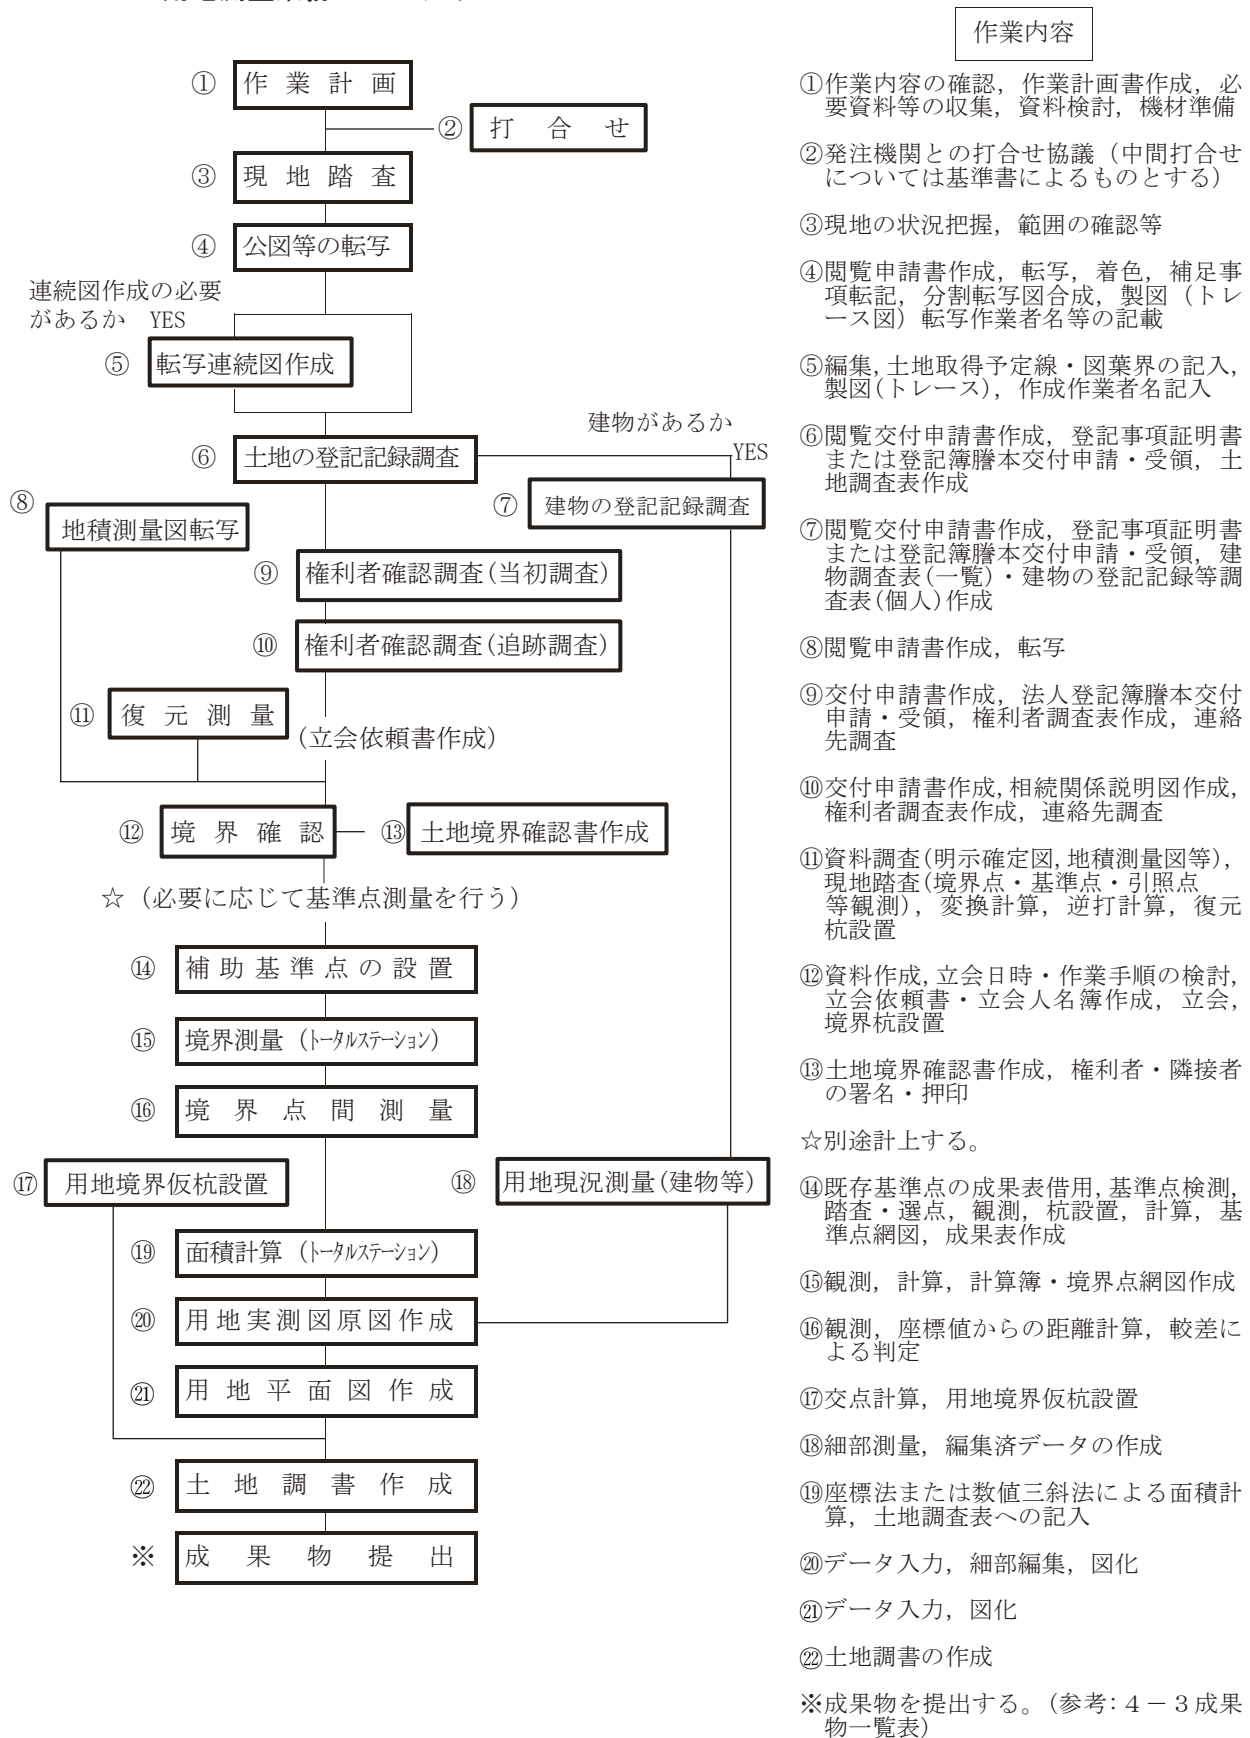 ① 作業計画
② 打合せ
③ 現地踏査
④ 公図等の転写
連続図作成の必要
があるか YES
⑤ 転写連続図作成
建物があるか
YES
⑥ 土地の登記記録調査
⑦ 建物の登記記録調査
⑧
地積測量図転写
⑨ 権利者確認調査(当初調査)
⑩ 権利者確認調査(追跡調査)
⑪ 復元測量
(立会依頼書作成)
⑫ 境界確認
⑬ 土地境界確認書作成
☆（必要に応じて基準点測量を行う）
⑭ 補助基準点の設置
⑮ 境界測量（トータルステーション）
⑯ 境界点間測量
⑰ 用地境界仮杭設置
⑱ 用地現況測量(建物等)
⑲ 面積計算（トータルステーション）
⑳ 用地実測図原図作成
㉑ 用地平面図作成
㉒ 土地調書作成
※ 成果物提出
作業内容
①作業内容の確認，作業計画書作成，必
要資料等の収集，資料検討，機材準備
②発注機関との打合せ協議（中間打合せ
については基準書によるものとする）
③現地の状況把握，範囲の確認等
④閲覧申請書作成，転写，着色，補足事
項転記，分割転写図合成，製図（トレ
ース図）転写作業者名等の記載
⑤編集,土地取得予定線・図葉界の記入,
製図(トレース)，作成作業者名記入
⑥閲覧交付申請書作成，登記事項証明書
または登記簿謄本交付申請・受領，土
地調査表作成
⑦閲覧交付申請書作成，登記事項証明書
または登記簿謄本交付申請・受領，建
物調査表(一覧)・建物の登記記録等調
査表(個人)作成
⑧閲覧申請書作成，転写
⑨交付申請書作成，法人登記簿謄本交付
申請・受領，権利者調査表作成，連絡
先調査
⑩交付申請書作成,相続関係説明図作成,
権利者調査表作成，連絡先調査
⑪資料調査(明示確定図,地積測量図等),
現地踏査(境界点・基準点・引照点
等観測)，変換計算，逆打計算，復元
杭設置
⑫資料作成,立会日時・作業手順の検討,
立会依頼書・立会人名簿作成，立会,
境界杭設置
⑬土地境界確認書作成，権利者・隣接者
の署名・押印
☆別途計上する。
⑭既存基準点の成果表借用,基準点検測,
踏査・選点，観測，杭設置，計算，基
準点網図，成果表作成
⑮観測，計算，計算簿・境界点網図作成
⑯観測，座標値からの距離計算，較差に
よる判定
⑰交点計算，用地境界仮杭設置
⑱細部測量，編集済データの作成
⑲座標法または数値三斜法による面積計
算，土地調査表への記入
⑳データ入力，細部編集，図化
㉑データ入力，図化
㉒土地調書の作成
※成果物を提出する。(参考:４－３成果
物一覧表)